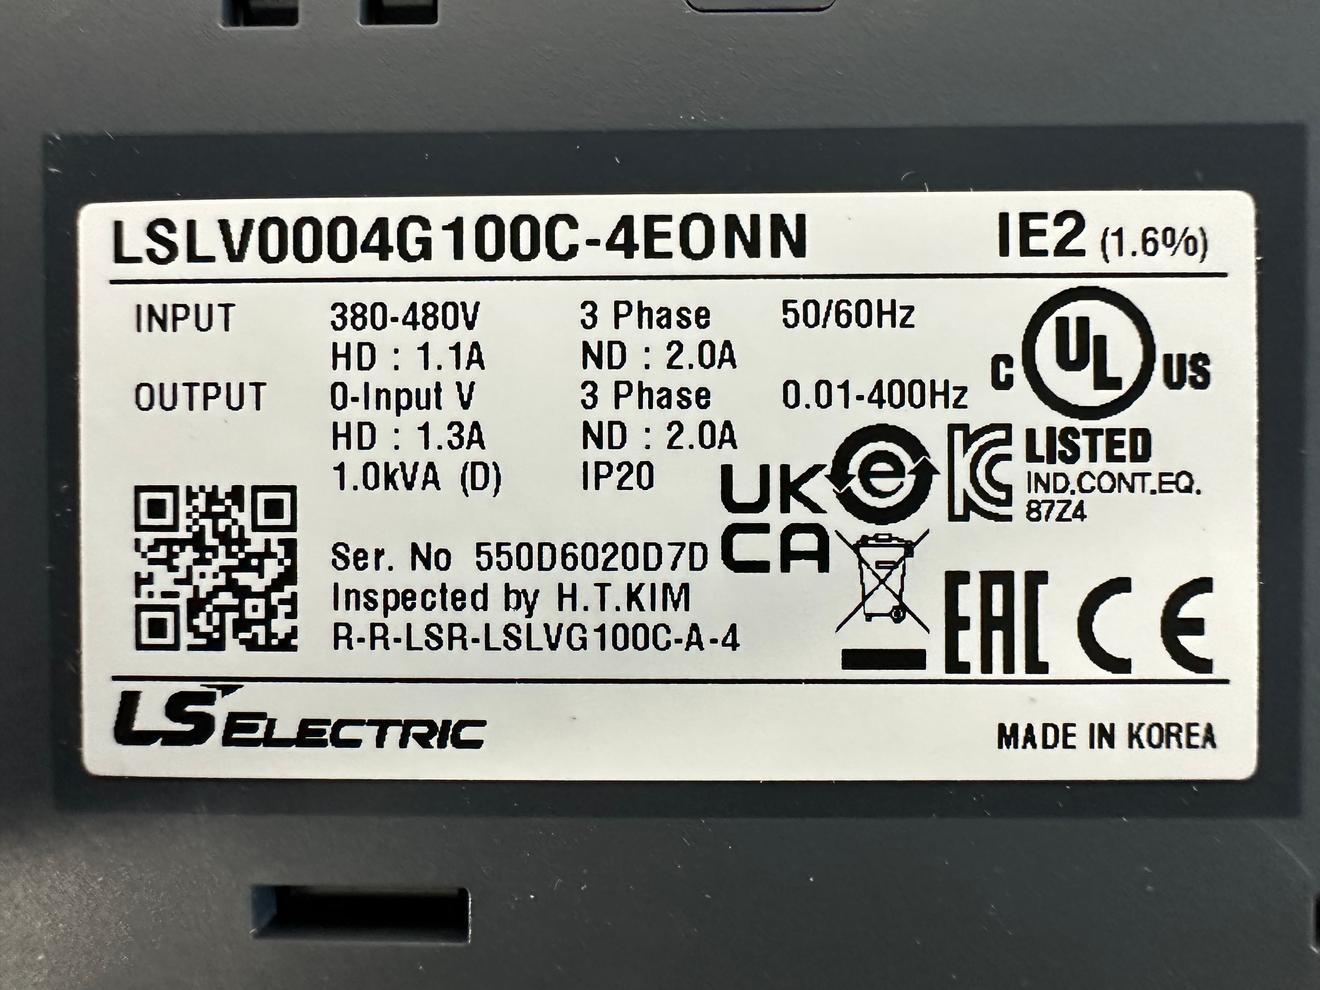 LSLV0004G100C-4EONN IE2 (1.6%)
INPUT 380-480V 3 Phase 50/60Hz
HD : 1.1A ND : 2.0A
OUTPUT 0-Input V 3 Phase 0.01-400Hz
HD : 1.3A ND : 2.0A
1.0kVA (D) IP20
C UL US
LISTED
IND.CONT.EQ.
87Z4
UK
CA
e
KC
Ser. No 550D6020D7D
Inspected by H.T.KIM
R-R-LSR-LSLVG100C-A-4
EAC CE
LS ELECTRIC
MADE IN KOREA